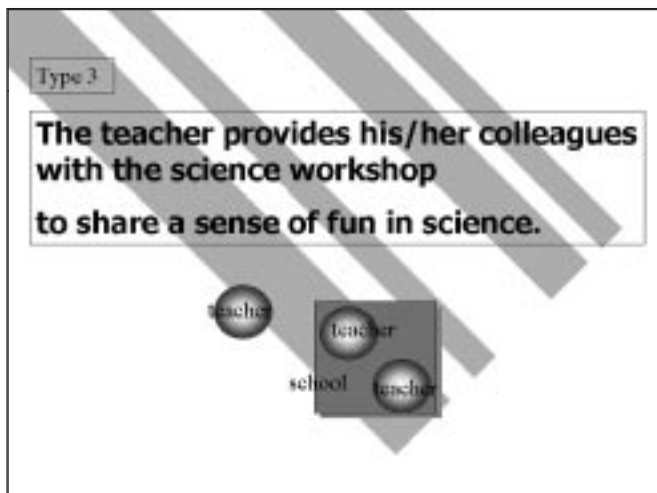 Type 3
The teacher provides his/her colleagues
with the science workshop
to share a sense of fun in science.
teacher
teacher
school
teacher